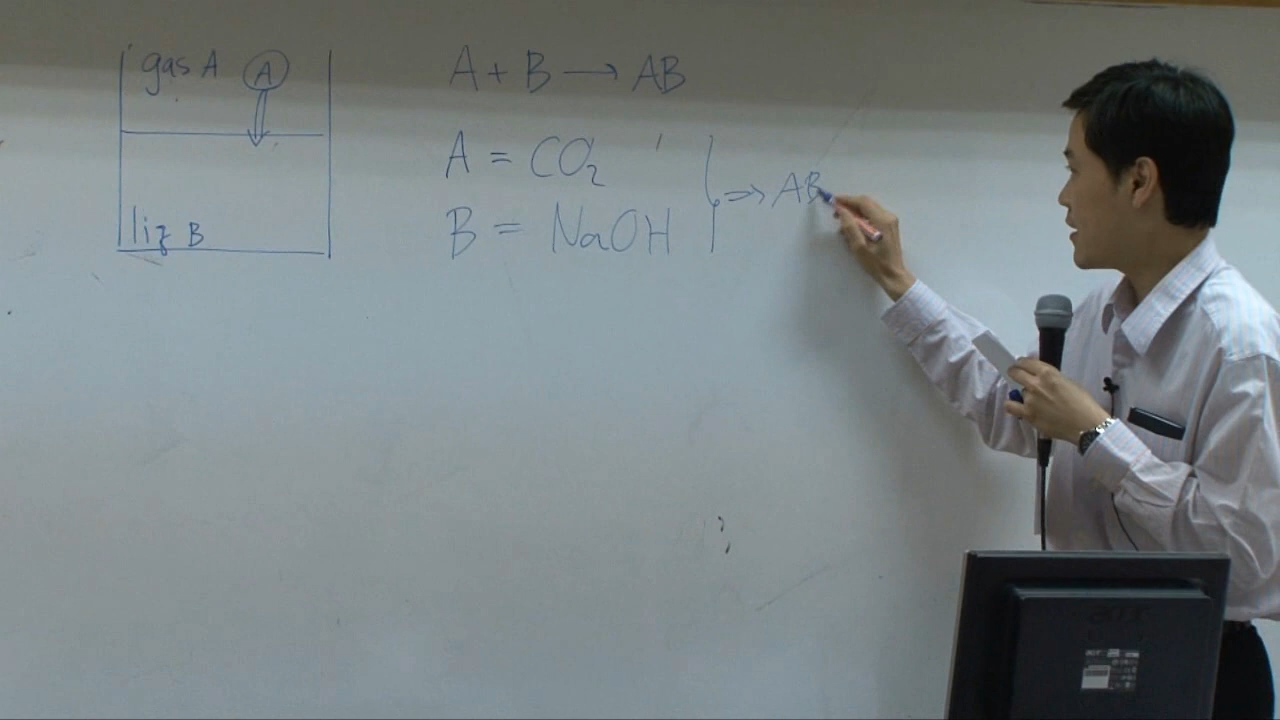 gas A
A
liq B
A + B ⟶ AB
A = CO₂
B = NaOH
⇒ AB